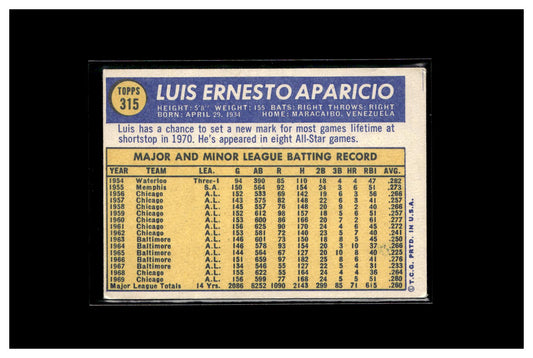 TOPPS
315
LUIS ERNESTO APARICIO
HEIGHT: 5'8" WEIGHT: 155 BATS: RIGHT THROWS: RIGHT
BORN: APRIL 29, 1934 HOME: MARACAIBO, VENEZUELA
Luis has a chance to set a new mark for most games lifetime at
shortstop in 1970. He's appeared in eight All-Star games.
MAJOR AND MINOR LEAGUE BATTING RECORD
YEAR TEAM LEA. G AB R H 2B 3B HR RBI AVG.
1954 Waterloo Three-I 94 390 85 110 18 4 4 47 .282
1955 Memphis S.A. 150 564 92 154 24 3 6 51 .273
1956 Chicago A.L. 152 533 69 142 19 6 3 56 .266
1957 Chicago A.L. 143 575 82 148 22 6 3 41 .257
1958 Chicago A.L. 145 557 76 148 20 9 2 40 .266
1959 Chicago A.L. 152 612 98 157 18 5 6 51 .257
1960 Chicago A.L. 153 600 86 166 20 7 2 61 .277
1961 Chicago A.L. 156 625 90 170 24 4 6 45 .272
1962 Chicago A.L. 153 581 72 140 23 5 7 40 .241
1963 Baltimore A.L. 146 601 73 150 18 8 5 45 .250
1964 Baltimore A.L. 146 578 93 154 20 3 10 37 .266
1965 Baltimore A.L. 144 564 67 127 20 10 8 40 .225
1966 Baltimore A.L. 151 659 97 182 25 8 6 41 .276
1967 Baltimore A.L. 134 546 55 127 22 5 4 31 .233
1968 Chicago A.L. 155 622 55 164 24 4 4 36 .264
1969 Chicago A.L. 156 599 77 168 24 5 5 51 .280
Major League Totals 14 Yrs. 2086 8252 1090 2143 299 85 71 615 .260
© T.C.G. PRTD. IN U.S.A.